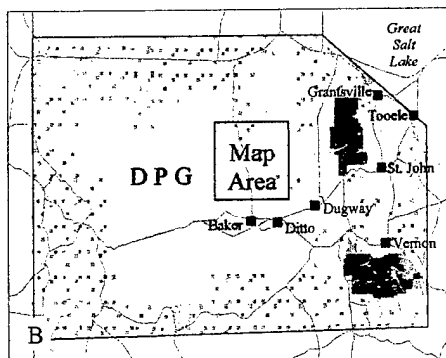 Great
Salt
Lake
Grantsville
Tooele
DPG
Map
Area
St. John
Dugway
Baker
Ditto
Vernon
B